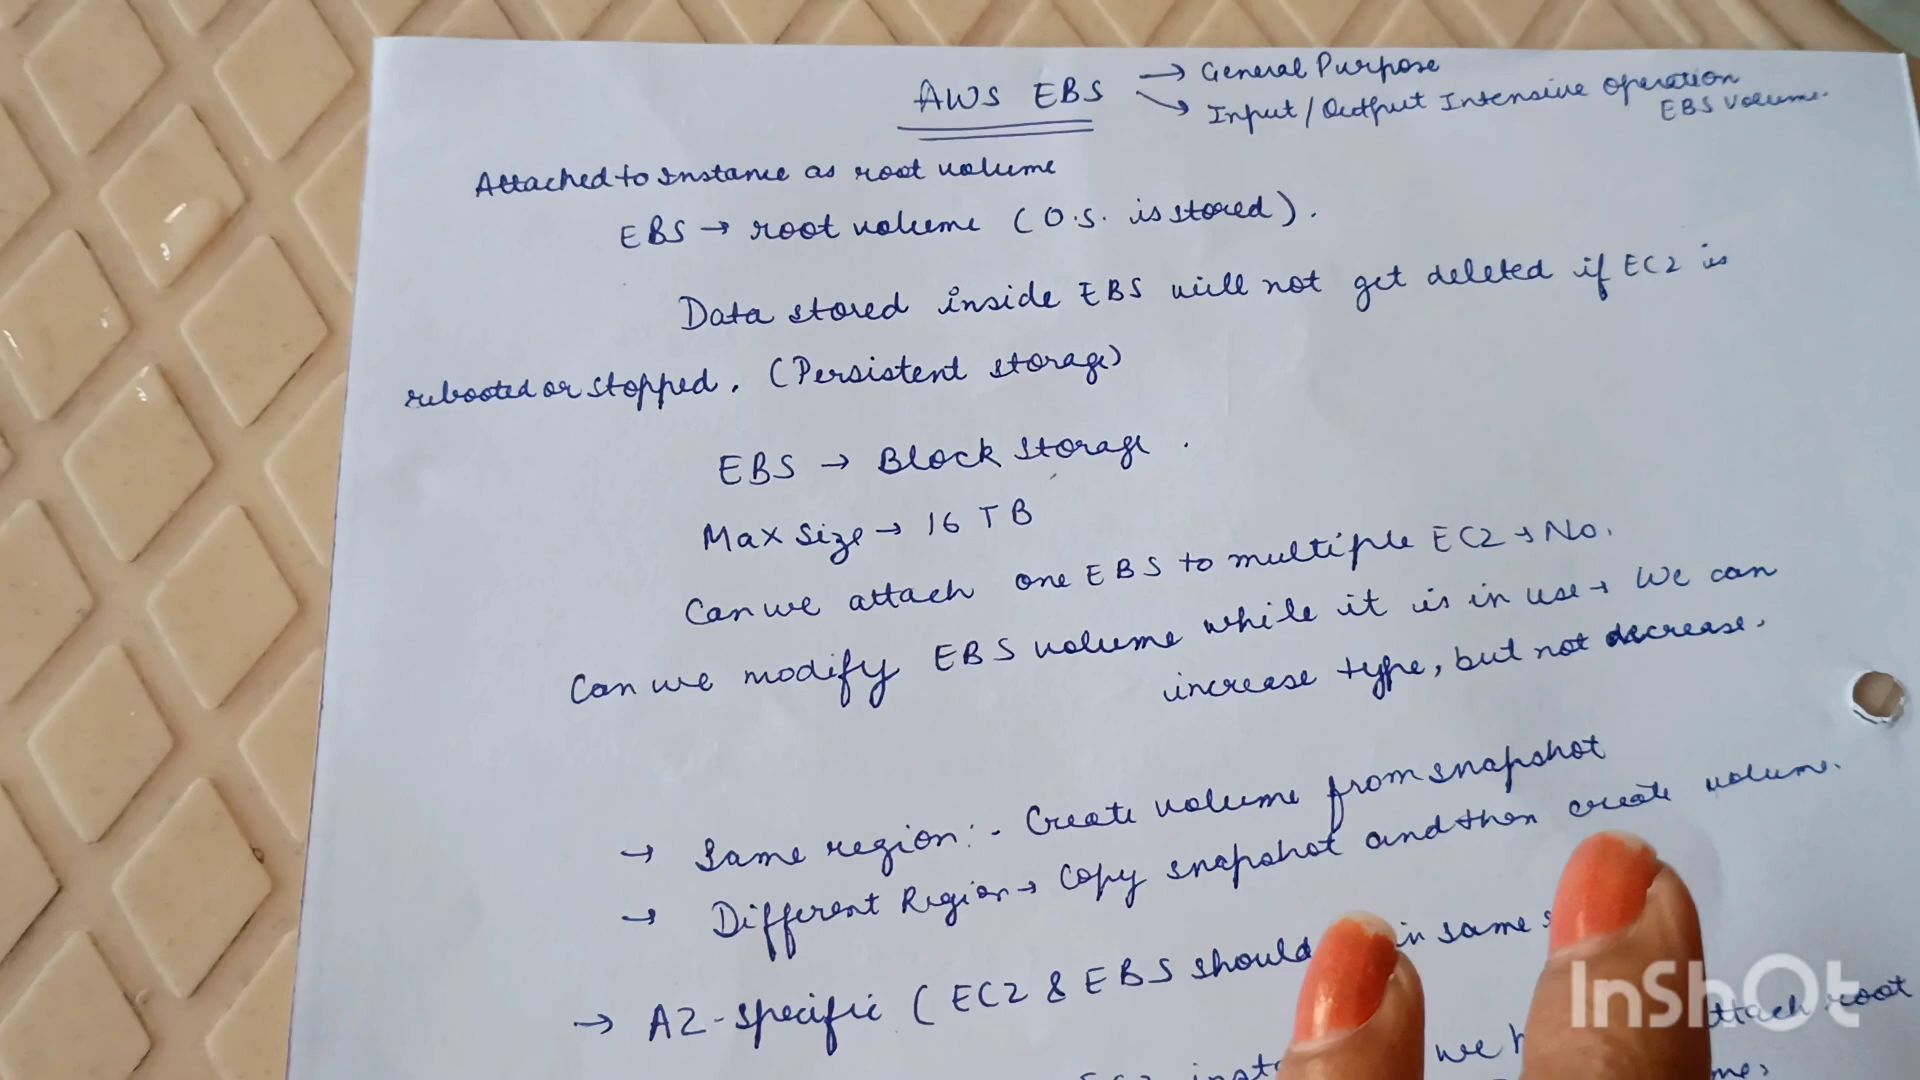 AWS EBS → General Purpose
→ Input/Output Intensive operation
EBS volume.
Attached to Instance as root volume
EBS → root volume (O.S. is stored).
Data stored inside EBS will not get deleted if EC2 is
rebooted or stopped. (Persistent storage)
EBS → Block storage.
Max size → 16 TB
Can we attach one EBS to multiple EC2 → No.
Can we modify EBS volume while it is in use → We can
increase type, but not decrease.
→ Same region:- Create volume from snapshot
→ Different Region → Copy snapshot and then create volume.
→ AZ-specific (EC2 & EBS should in same
we attach root
InShOt